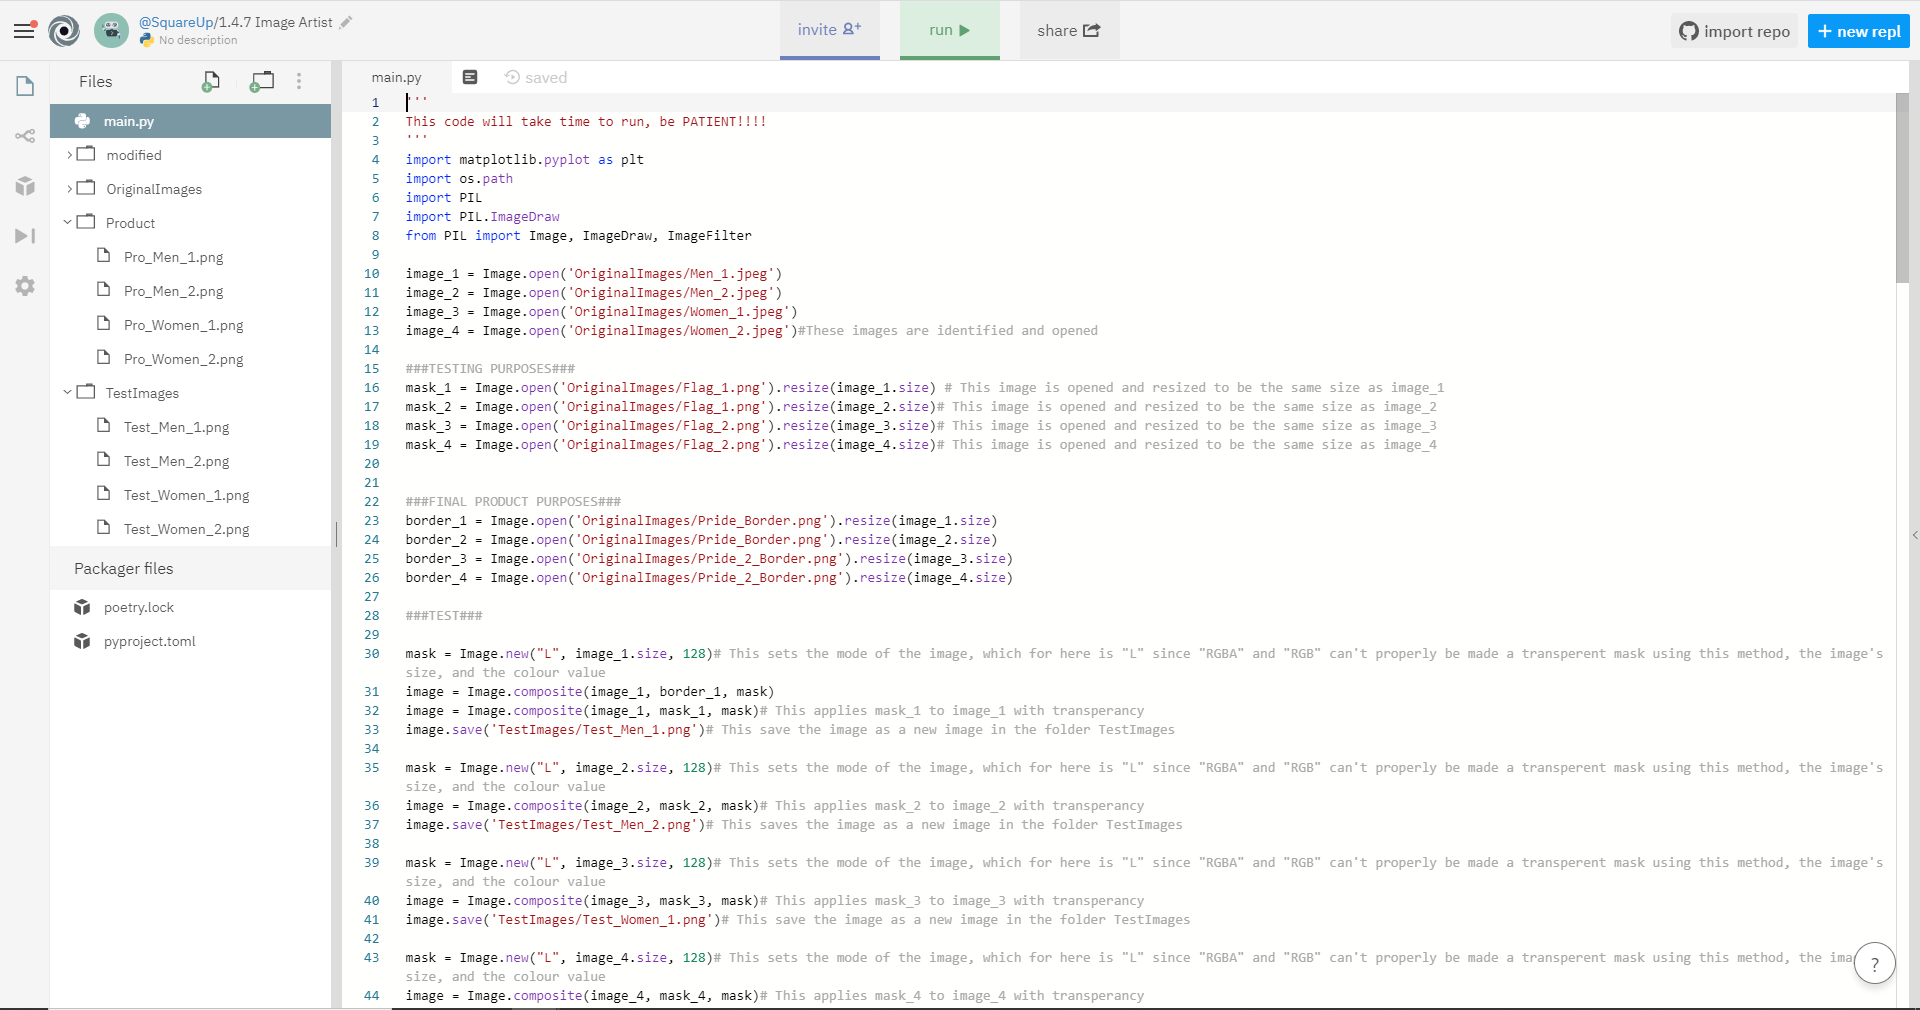 @SquareUp/1.4.7 Image Artist
No description
invite
run
share
import repo
+ new repl
Files
main.py
modified
OriginalImages
Product
Pro_Men_1.png
Pro_Men_2.png
Pro_Women_1.png
Pro_Women_2.png
TestImages
Test_Men_1.png
Test_Men_2.png
Test_Women_1.png
Test_Women_2.png
Packager files
poetry.lock
pyproject.toml
main.py
saved
1 '''
2 This code will take time to run, be PATIENT!!!!
3 '''
4 import matplotlib.pyplot as plt
5 import os.path
6 import PIL
7 import PIL.ImageDraw
8 from PIL import Image, ImageDraw, ImageFilter
9
10 image_1 = Image.open('OriginalImages/Men_1.jpeg')
11 image_2 = Image.open('OriginalImages/Men_2.jpeg')
12 image_3 = Image.open('OriginalImages/Women_1.jpeg')
13 image_4 = Image.open('OriginalImages/Women_2.jpeg')#These images are identified and opened
14
15 ###TESTING PURPOSES###
16 mask_1 = Image.open('OriginalImages/Flag_1.png').resize(image_1.size) # This image is opened and resized to be the same size as image_1
17 mask_2 = Image.open('OriginalImages/Flag_1.png').resize(image_2.size)# This image is opened and resized to be the same size as image_2
18 mask_3 = Image.open('OriginalImages/Flag_2.png').resize(image_3.size)# This image is opened and resized to be the same size as image_3
19 mask_4 = Image.open('OriginalImages/Flag_2.png').resize(image_4.size)# This image is opened and resized to be the same size as image_4
20
21
22 ###FINAL PRODUCT PURPOSES###
23 border_1 = Image.open('OriginalImages/Pride_Border.png').resize(image_1.size)
24 border_2 = Image.open('OriginalImages/Pride_Border.png').resize(image_2.size)
25 border_3 = Image.open('OriginalImages/Pride_2_Border.png').resize(image_3.size)
26 border_4 = Image.open('OriginalImages/Pride_2_Border.png').resize(image_4.size)
27
28 ###TEST###
29
30 mask = Image.new("L", image_1.size, 128)# This sets the mode of the image, which for here is "L" since "RGBA" and "RGB" can't properly be made a transperent mask using this method, the image's
size, and the colour value
31 image = Image.composite(image_1, border_1, mask)
32 image = Image.composite(image_1, mask_1, mask)# This applies mask_1 to image_1 with transperancy
33 image.save('TestImages/Test_Men_1.png')# This save the image as a new image in the folder TestImages
34
35 mask = Image.new("L", image_2.size, 128)# This sets the mode of the image, which for here is "L" since "RGBA" and "RGB" can't properly be made a transperent mask using this method, the image's
size, and the colour value
36 image = Image.composite(image_2, mask_2, mask)# This applies mask_2 to image_2 with transperancy
37 image.save('TestImages/Test_Men_2.png')# This saves the image as a new image in the folder TestImages
38
39 mask = Image.new("L", image_3.size, 128)# This sets the mode of the image, which for here is "L" since "RGBA" and "RGB" can't properly be made a transperent mask using this method, the image's
size, and the colour value
40 image = Image.composite(image_3, mask_3, mask)# This applies mask_3 to image_3 with transperancy
41 image.save('TestImages/Test_Women_1.png')# This save the image as a new image in the folder TestImages
42
43 mask = Image.new("L", image_4.size, 128)# This sets the mode of the image, which for here is "L" since "RGBA" and "RGB" can't properly be made a transperent mask using this method, the ima
size, and the colour value
44 image = Image.composite(image_4, mask_4, mask)# This applies mask_4 to image_4 with transperancy
?